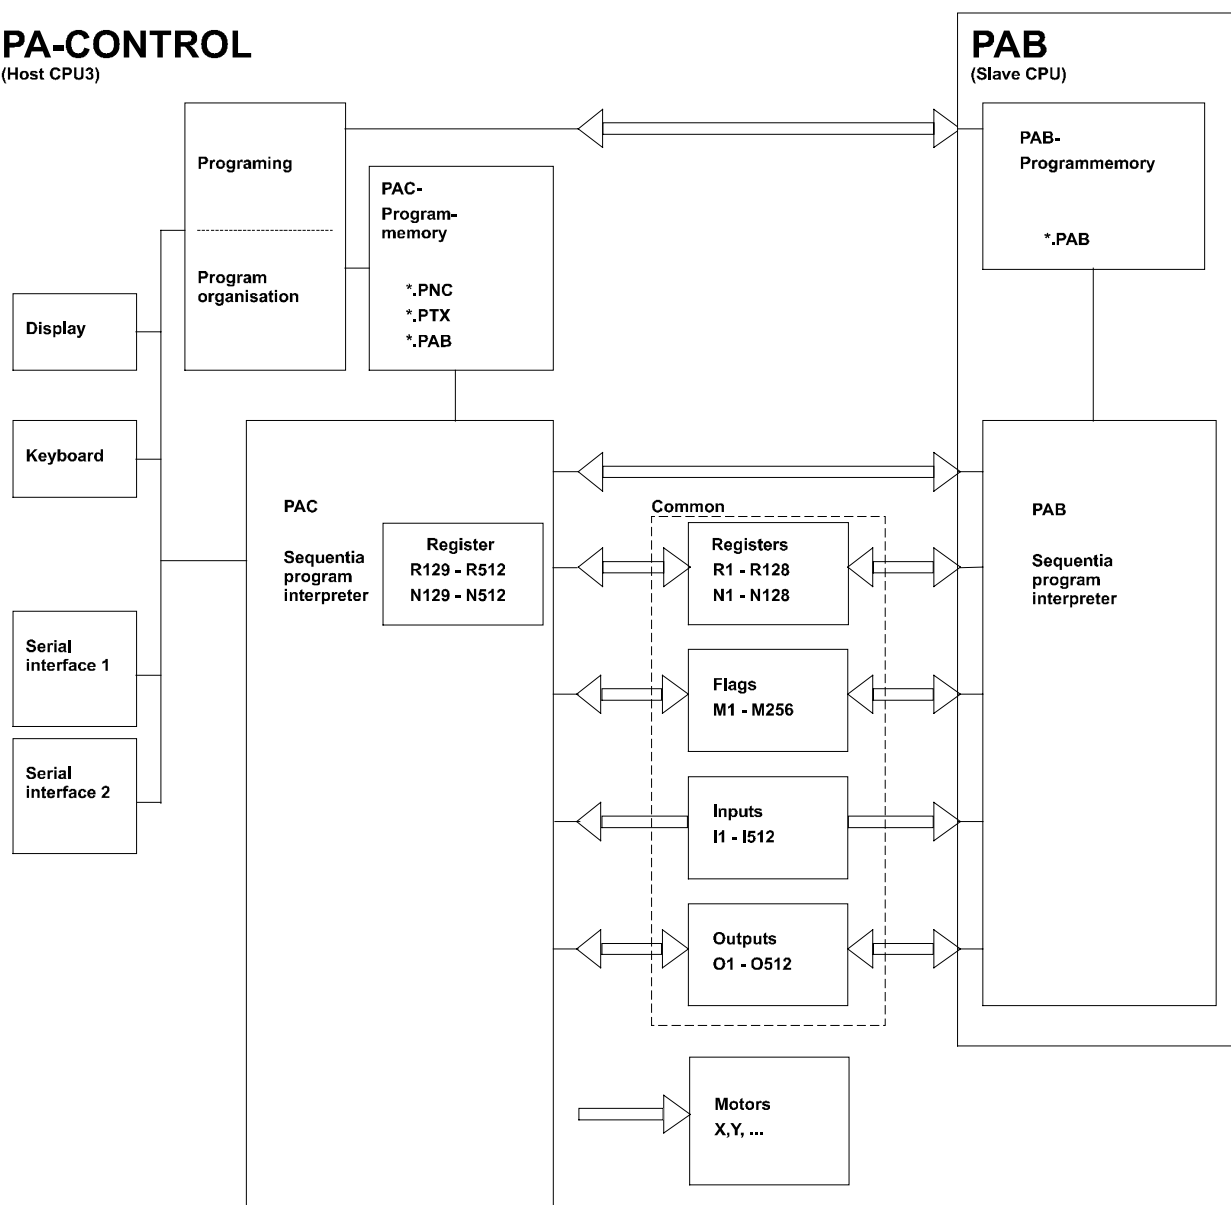 PA-CONTROL
(Host CPU3)
PAB
(Slave CPU)
Programing
Program
organisation
PAC-
Program-
memory
*.PNC
*.PTX
*.PAB
PAB-
Programmemory
*.PAB
Display
Keyboard
Serial
interface 1
Serial
interface 2
PAC
Sequentia
program
interpreter
Register
R129 - R512
N129 - N512
Common
Registers
R1 - R128
N1 - N128
Flags
M1 - M256
Inputs
I1 - I512
Outputs
O1 - O512
Motors
X,Y, ...
PAB
Sequentia
program
interpreter